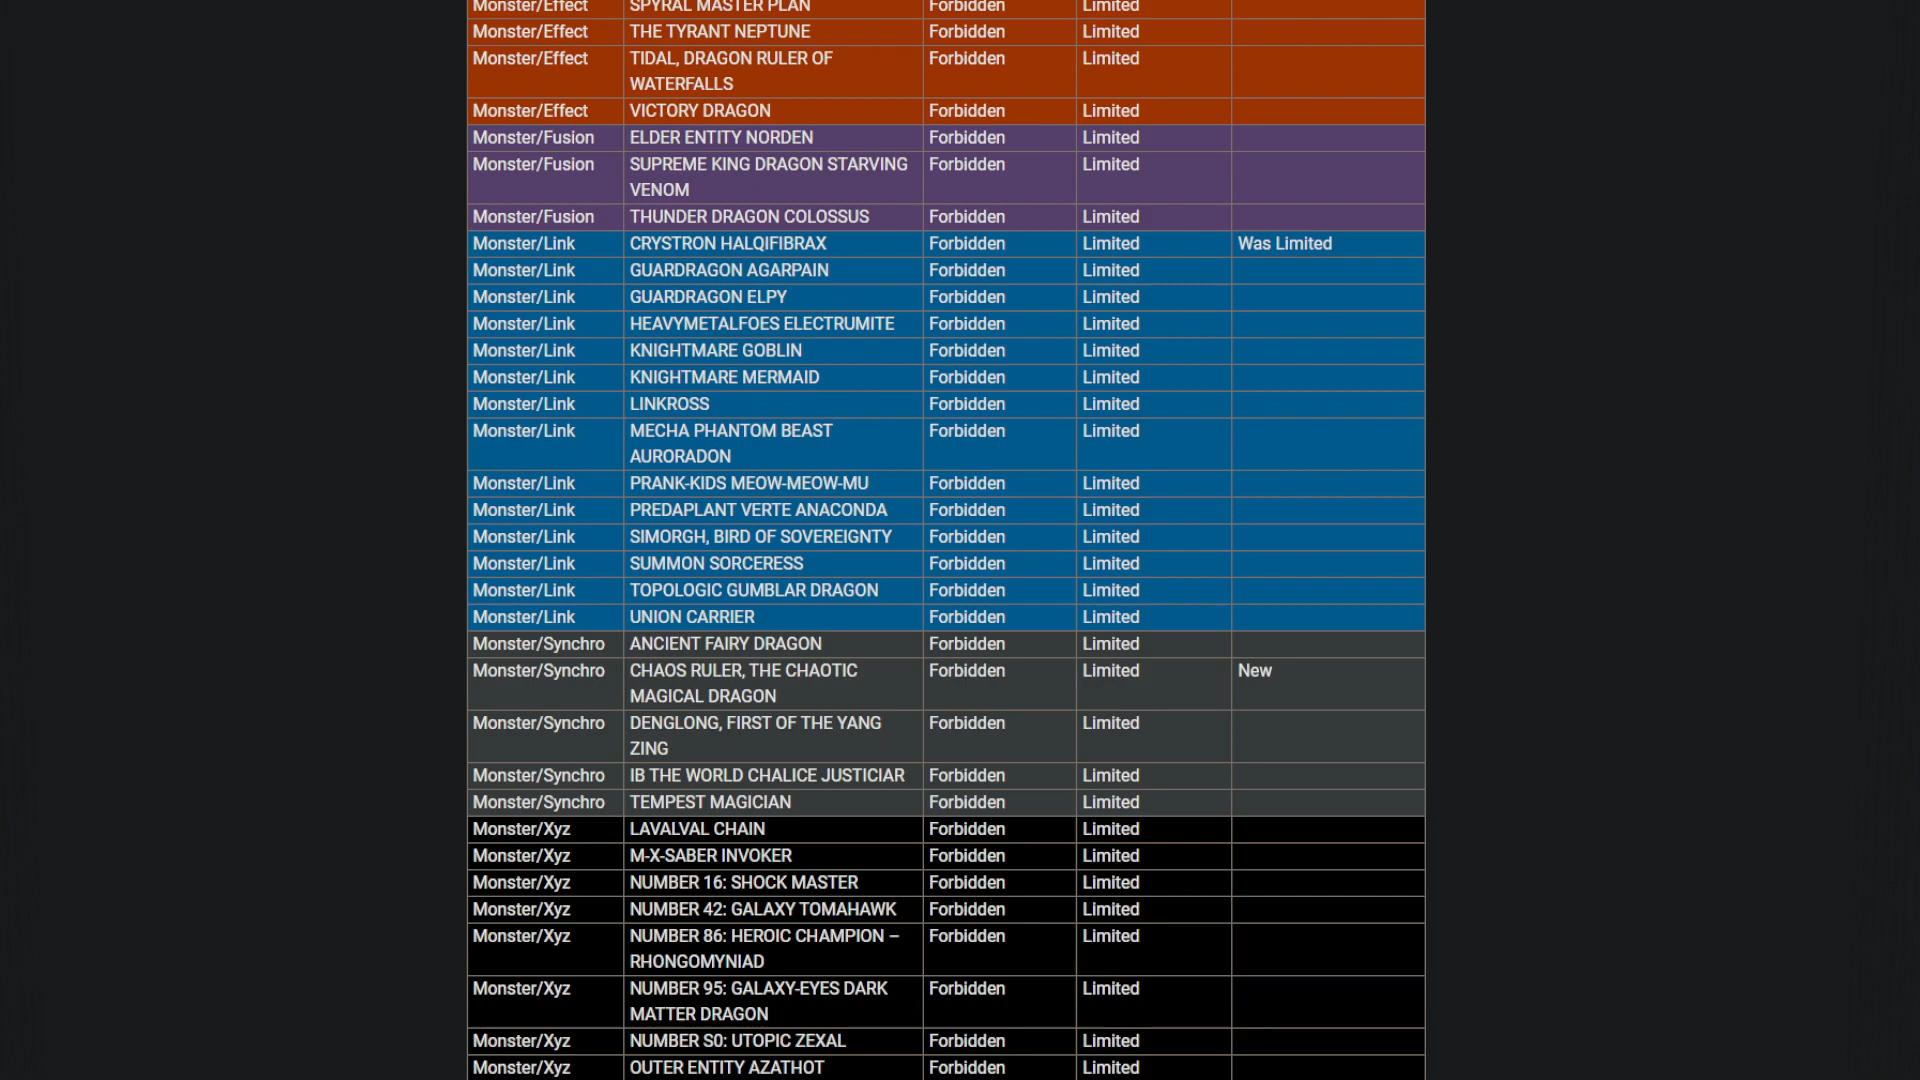 Monster/Effect SPYRAL MASTER PLAN Forbidden Limited
Monster/Effect THE TYRANT NEPTUNE Forbidden Limited
Monster/Effect TIDAL, DRAGON RULER OF Forbidden Limited
WATERFALLS
Monster/Effect VICTORY DRAGON Forbidden Limited
Monster/Fusion ELDER ENTITY NORDEN Forbidden Limited
Monster/Fusion SUPREME KING DRAGON STARVING Forbidden Limited
VENOM
Monster/Fusion THUNDER DRAGON COLOSSUS Forbidden Limited
Monster/Link CRYSTRON HALQIFIBRAX Forbidden Limited Was Limited
Monster/Link GUARDRAGON AGARPAIN Forbidden Limited
Monster/Link GUARDRAGON ELPY Forbidden Limited
Monster/Link HEAVYMETALFOES ELECTRUMITE Forbidden Limited
Monster/Link KNIGHTMARE GOBLIN Forbidden Limited
Monster/Link KNIGHTMARE MERMAID Forbidden Limited
Monster/Link LINKROSS Forbidden Limited
Monster/Link MECHA PHANTOM BEAST Forbidden Limited
AURORADON
Monster/Link PRANK-KIDS MEOW-MEOW-MU Forbidden Limited
Monster/Link PREDAPLANT VERTE ANACONDA Forbidden Limited
Monster/Link SIMORGH, BIRD OF SOVEREIGNTY Forbidden Limited
Monster/Link SUMMON SORCERESS Forbidden Limited
Monster/Link TOPOLOGIC GUMBLAR DRAGON Forbidden Limited
Monster/Link UNION CARRIER Forbidden Limited
Monster/Synchro ANCIENT FAIRY DRAGON Forbidden Limited
Monster/Synchro CHAOS RULER, THE CHAOTIC Forbidden Limited New
MAGICAL DRAGON
Monster/Synchro DENGLONG, FIRST OF THE YANG Forbidden Limited
ZING
Monster/Synchro IB THE WORLD CHALICE JUSTICIAR Forbidden Limited
Monster/Synchro TEMPEST MAGICIAN Forbidden Limited
Monster/Xyz LAVALVAL CHAIN Forbidden Limited
Monster/Xyz M-X-SABER INVOKER Forbidden Limited
Monster/Xyz NUMBER 16: SHOCK MASTER Forbidden Limited
Monster/Xyz NUMBER 42: GALAXY TOMAHAWK Forbidden Limited
Monster/Xyz NUMBER 86: HEROIC CHAMPION – Forbidden Limited
RHONGOMYNIAD
Monster/Xyz NUMBER 95: GALAXY-EYES DARK Forbidden Limited
MATTER DRAGON
Monster/Xyz NUMBER S0: UTOPIC ZEXAL Forbidden Limited
Monster/Xyz OUTER ENTITY AZATHOT Forbidden Limited